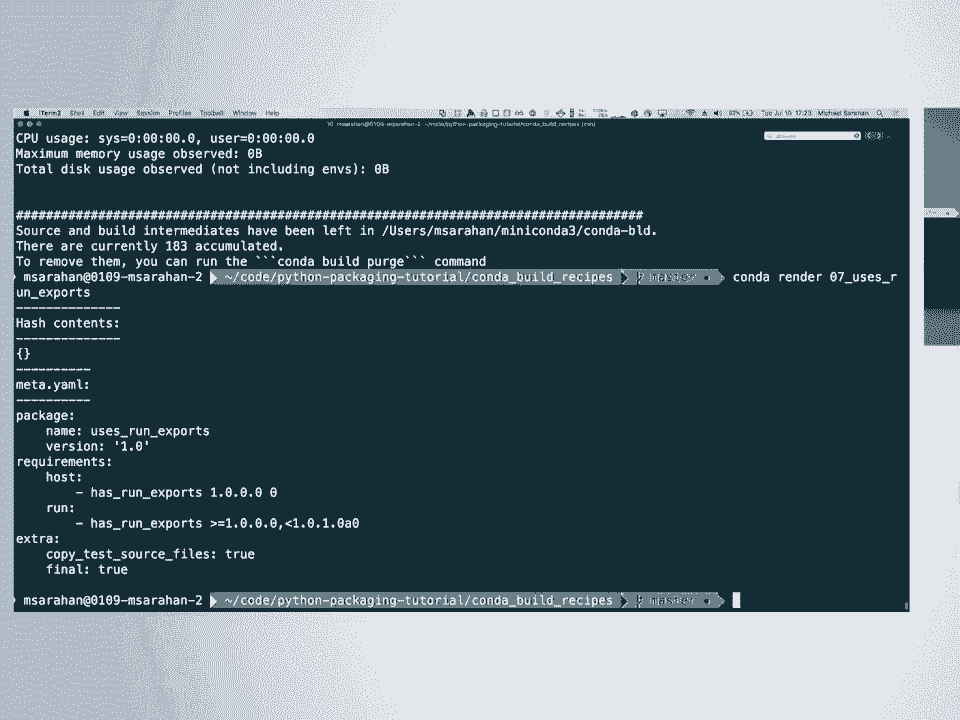 iTerm2 Shell Edit View Session Profiles Toolbelt Window Help
Tue Jul 10 17:23 Michael Sarahan
CPU usage: sys=0:00:00.0, user=0:00:00.0
Maximum memory usage observed: 0B
Total disk usage observed (not including envs): 0B
####################################################################################
Source and build intermediates have been left in /Users/msarahan/miniconda3/conda-bld.
There are currently 183 accumulated.
To remove them, you can run the ```conda build purge``` command
msarahan@0109-msarahan-2 ~/code/python-packaging-tutorial/conda_build_recipes master conda render 07_uses_r
un_exports
--------------
Hash contents:
--------------
{}
----------
meta.yaml:
----------
package:
name: uses_run_exports
version: '1.0'
requirements:
host:
- has_run_exports 1.0.0.0 0
run:
- has_run_exports >=1.0.0.0,<1.0.1.0a0
extra:
copy_test_source_files: true
final: true
msarahan@0109-msarahan-2 ~/code/python-packaging-tutorial/conda_build_recipes master